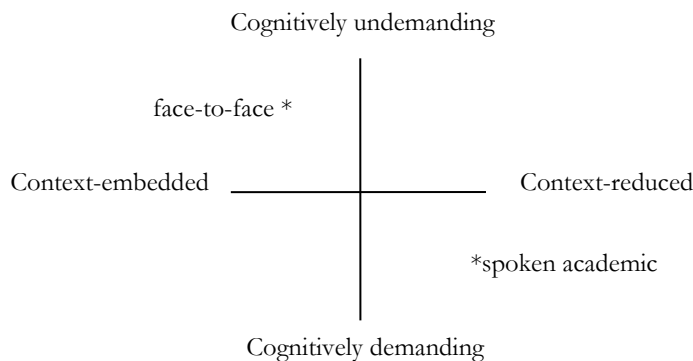 Cognitively undemanding
face-to-face *
Context-embedded
Context-reduced
*spoken academic
Cognitively demanding